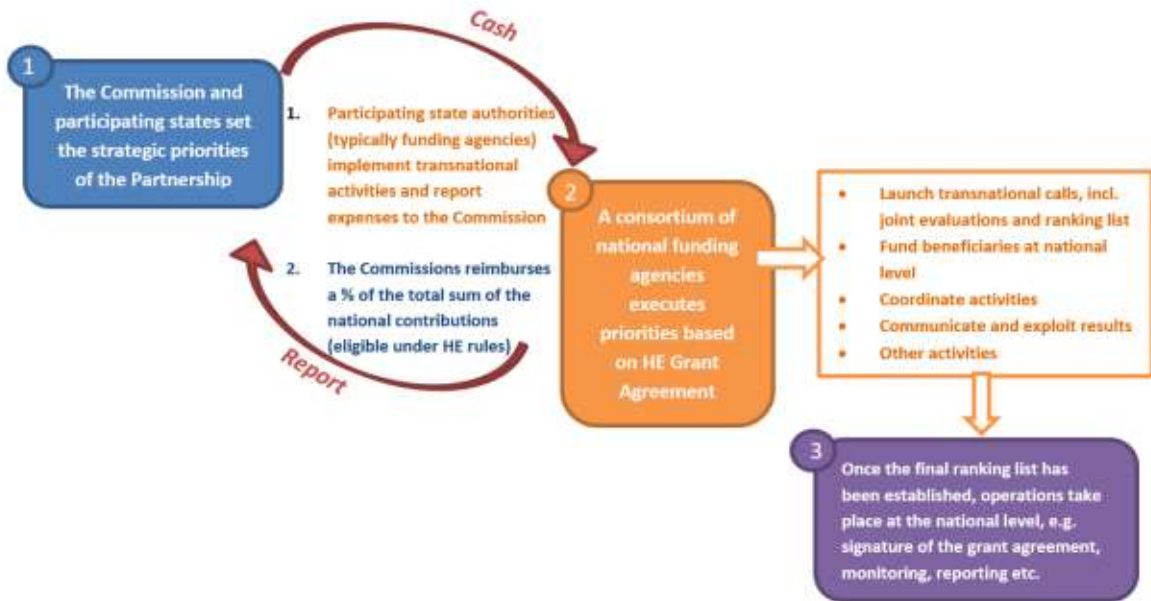 Cash
1
The Commission and
participating states set
the strategic priorities
of the Partnership
1. Participating state authorities
(typically funding agencies)
implement transnational
activities and report
expenses to the Commission
2. The Commissions reimburses
a % of the total sum of the
national contributions
(eligible under HE rules)
Report
2
A consortium of
national funding
agencies
executes
priorities based
on HE Grant
Agreement
• Launch transnational calls, incl.
joint evaluations and ranking list
• Fund beneficiaries at national
level
• Coordinate activities
• Communicate and exploit results
• Other activities
3
Once the final ranking list has
been established, operations take
place at the national level, e.g.
signature of the grant agreement,
monitoring, reporting etc.